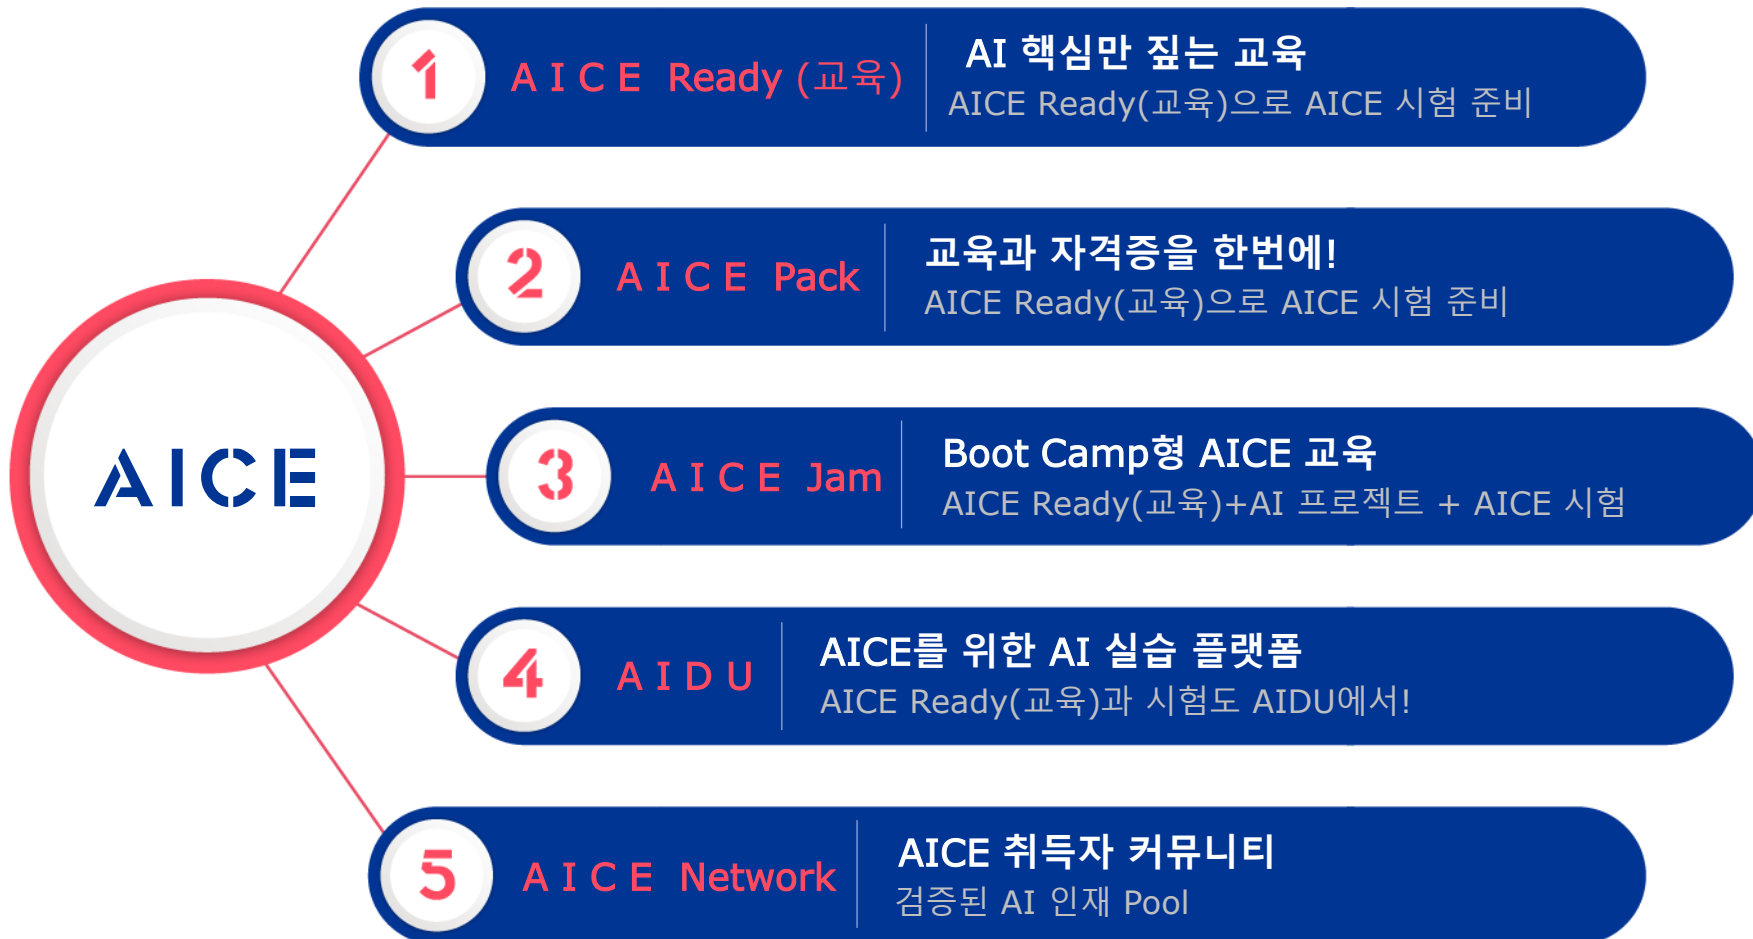 AICE
1
AICE Ready (교육)
AI 핵심만 짚는 교육
AICE Ready(교육)으로 AICE 시험 준비
2
AICE Pack
교육과 자격증을 한번에!
AICE Ready(교육)으로 AICE 시험 준비
3
AICE Jam
Boot Camp형 AICE 교육
AICE Ready(교육)+AI 프로젝트 + AICE 시험
4
AIDU
AICE를 위한 AI 실습 플랫폼
AICE Ready(교육)과 시험도 AIDU에서!
5
AICE Network
AICE 취득자 커뮤니티
검증된 AI 인재 Pool